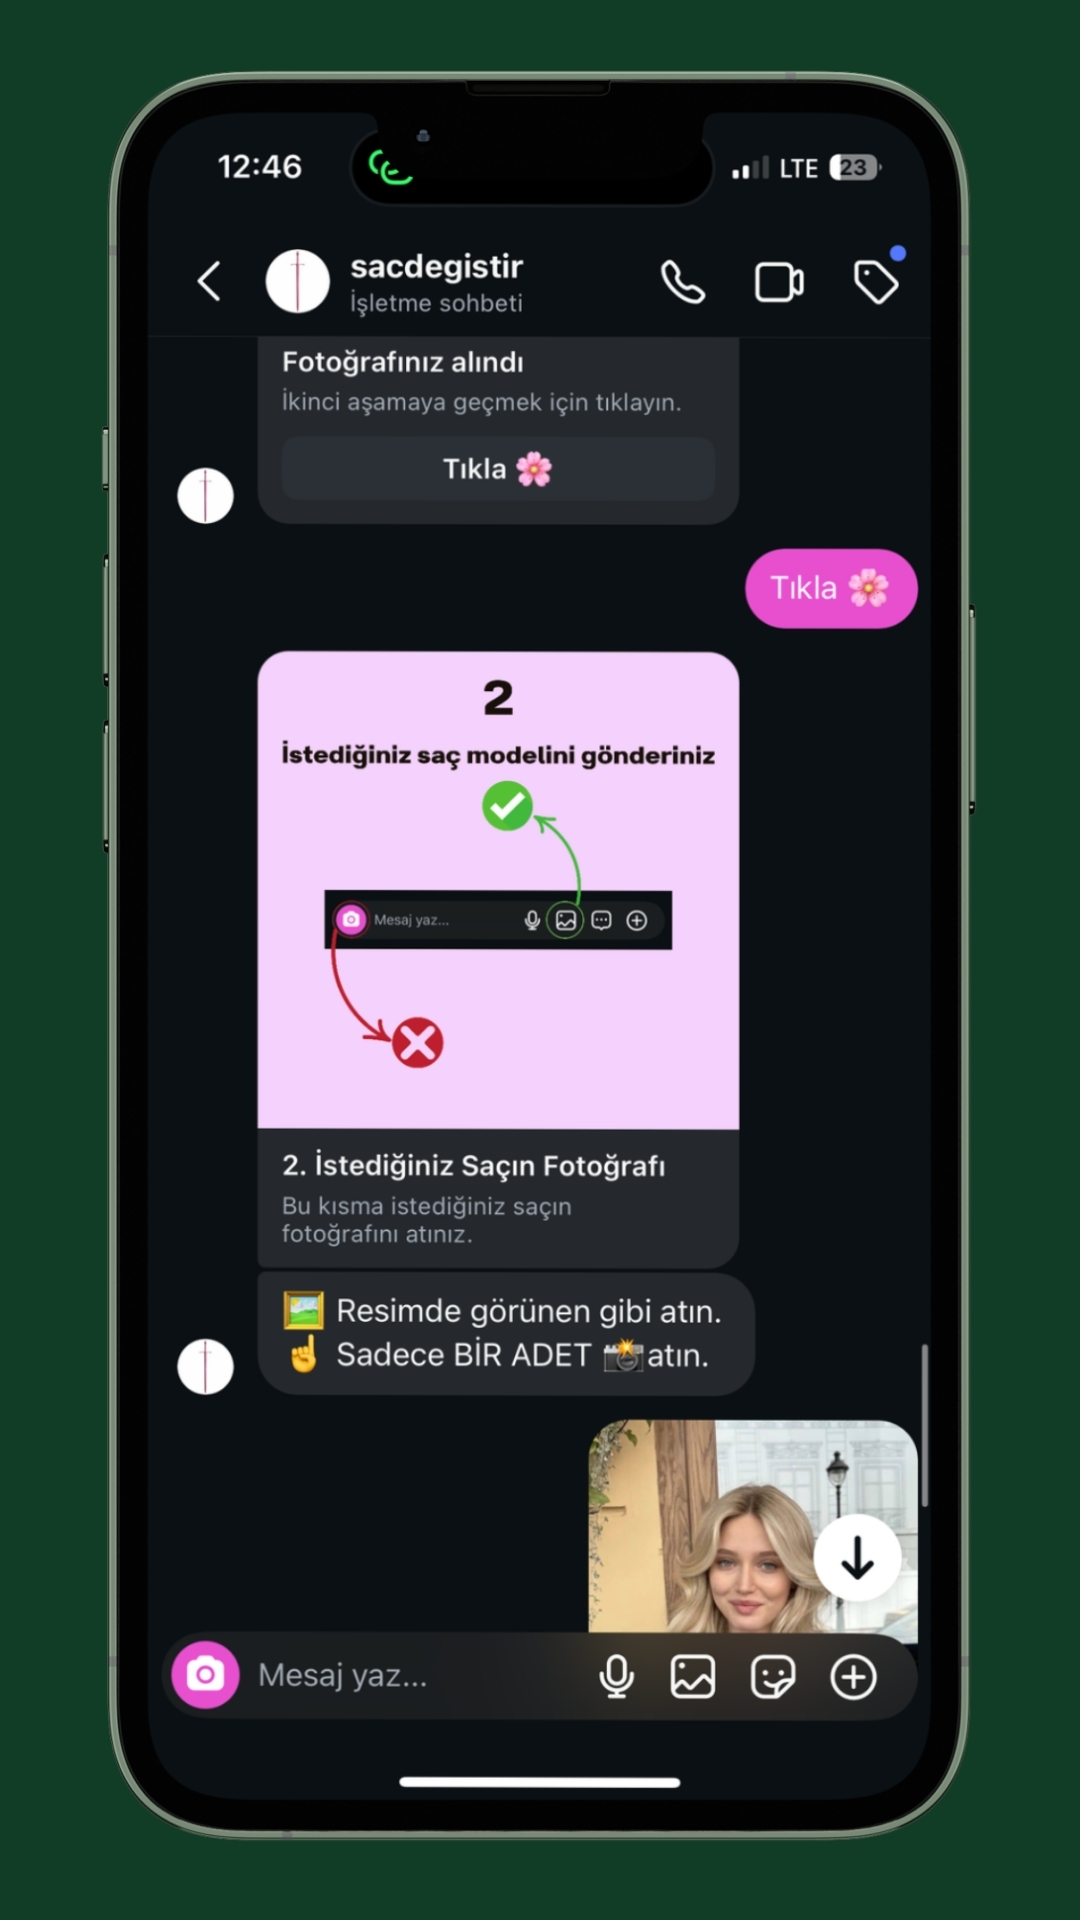 12:46
LTE 23
sacdegistir
İşletme sohbeti
Fotoğrafınız alındı
İkinci aşamaya geçmek için tıklayın.
Tıkla 🌸
Tıkla 🌸
2
İstediğiniz saç modelini gönderiniz
Mesaj yaz...
2. İstediğiniz Saçın Fotoğrafı
Bu kısma istediğiniz saçın
fotoğrafını atınız.
🖼️ Resimde görünen gibi atın.
☝️ Sadece BİR ADET 📸atın.
Mesaj yaz...